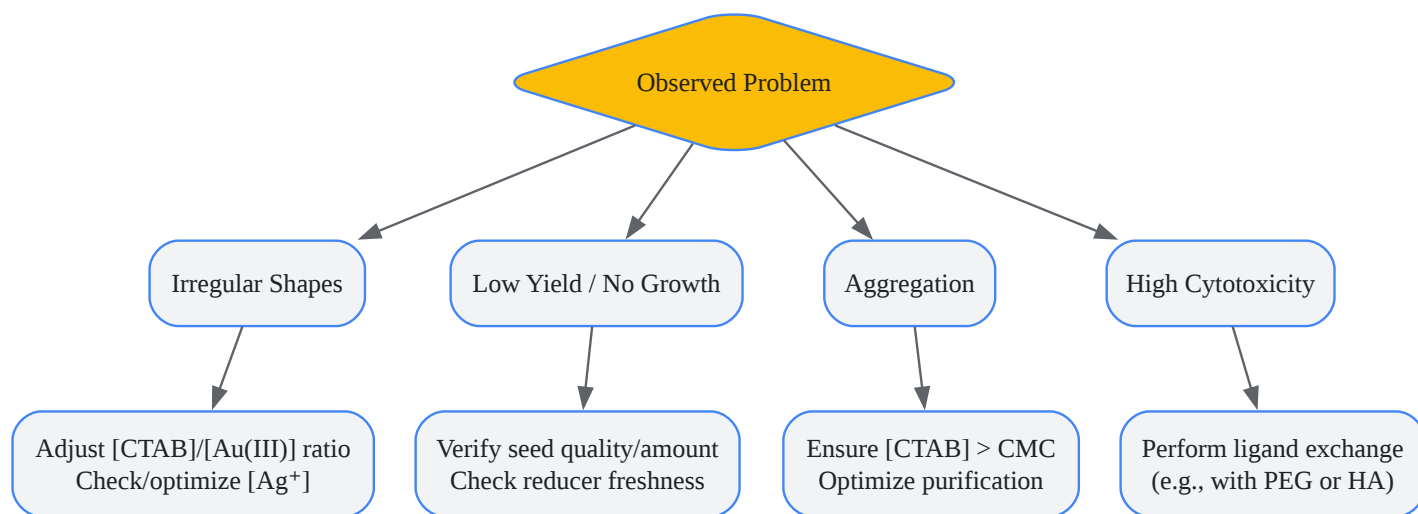 Observed Problem
Irregular Shapes
Low Yield / No Growth
Aggregation
High Cytotoxicity
Adjust [CTAB]/[Au(III)] ratio
Check/optimize [Ag⁺]
Verify seed quality/amount
Check reducer freshness
Ensure [CTAB] > CMC
Optimize purification
Perform ligand exchange
(e.g., with PEG or HA)